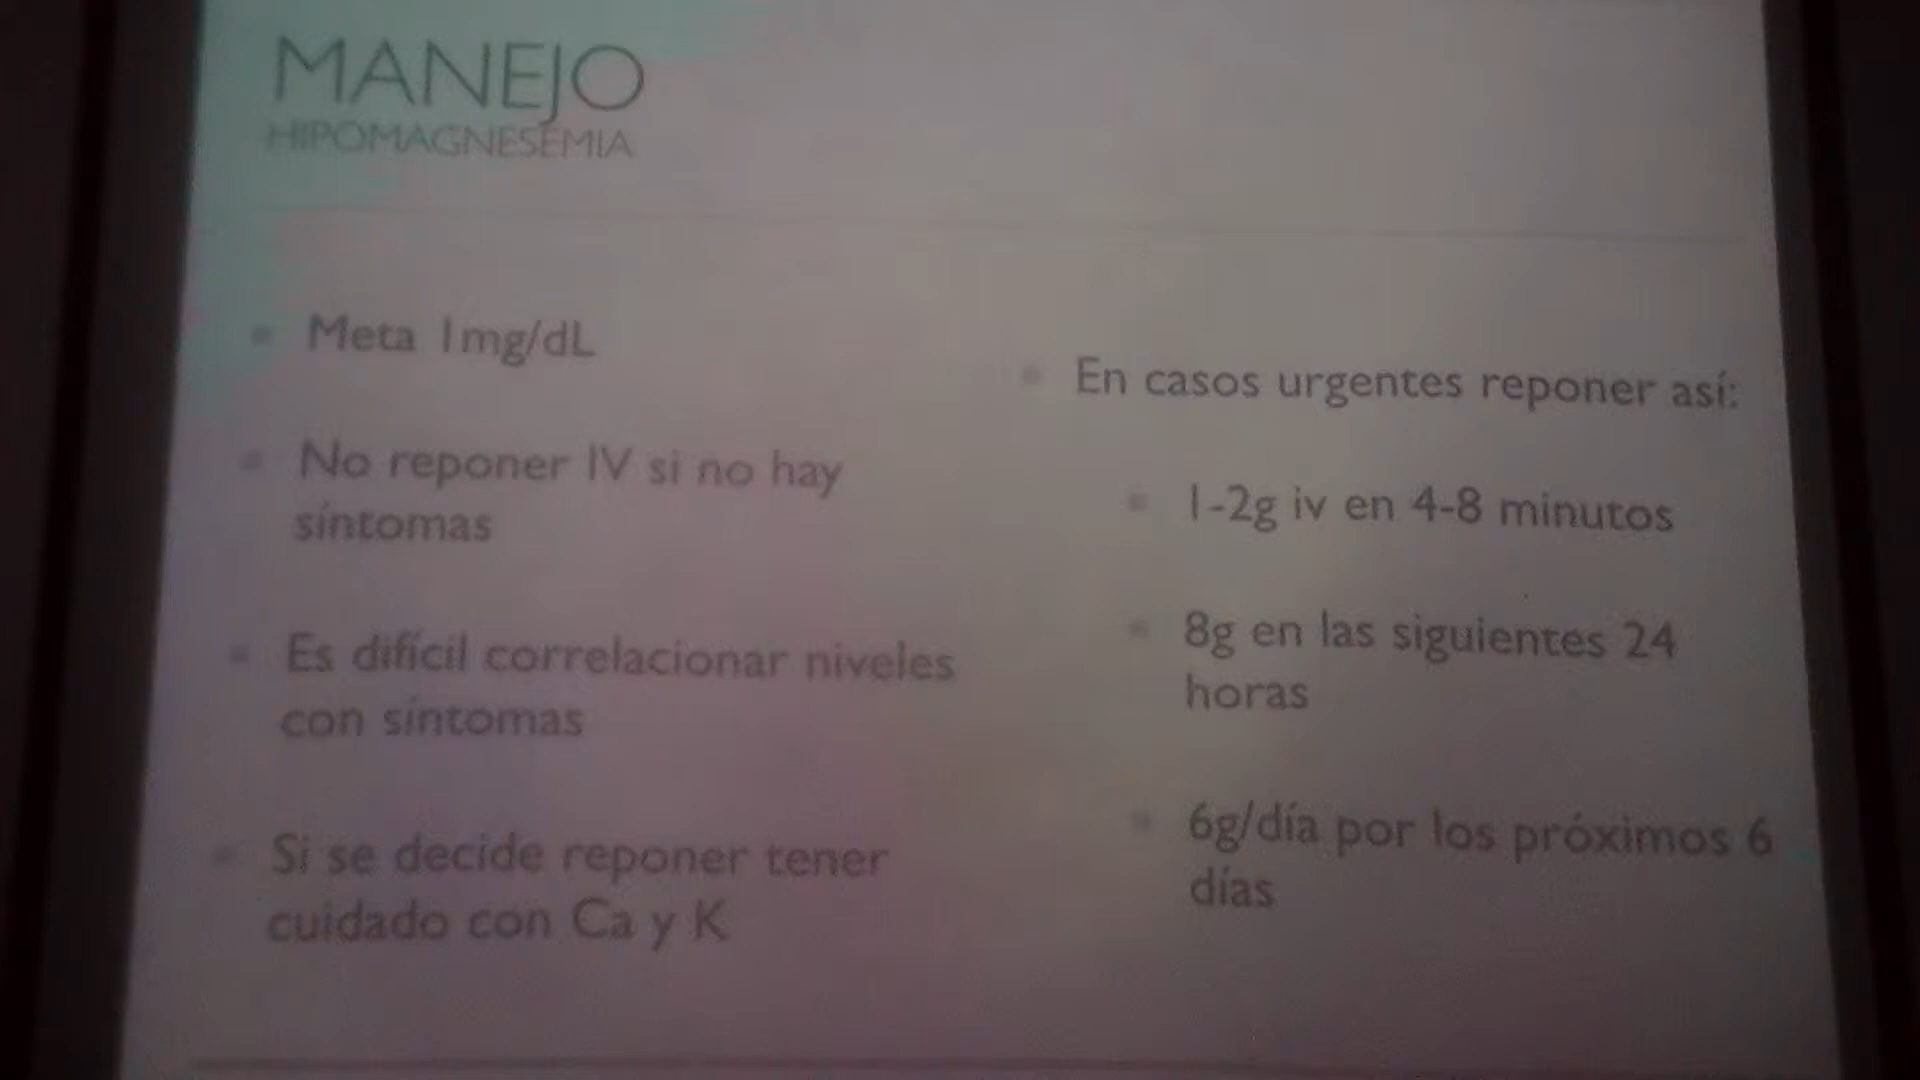 MANEJO
HIPOMAGNESEMIA
Meta 1mg/dL
No reponer IV si no hay
síntomas
Es difícil correlacionar niveles
con síntomas
Si se decide reponer tener
cuidado con Ca y K
En casos urgentes reponer así:
1-2g iv en 4-8 minutos
8g en las siguientes 24
horas
6g/día por los próximos 6
días